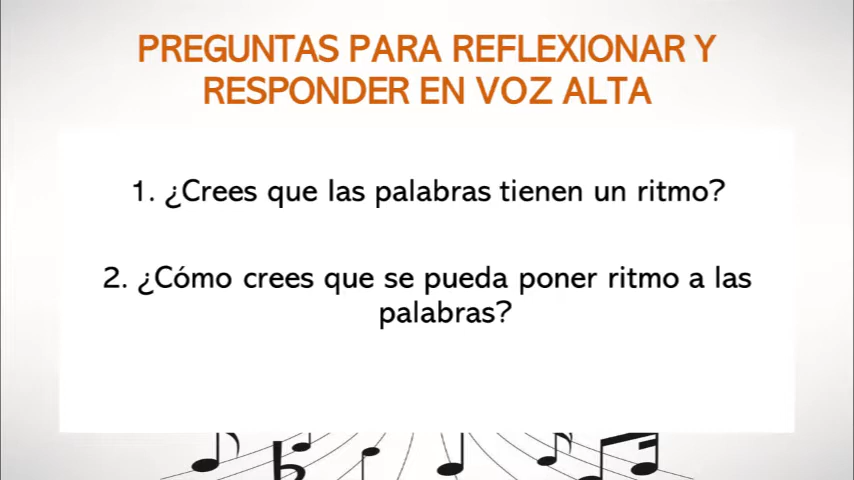 PREGUNTAS PARA REFLEXIONAR Y
RESPONDER EN VOZ ALTA
1. ¿Crees que las palabras tienen un ritmo?
2. ¿Cómo crees que se pueda poner ritmo a las
palabras?